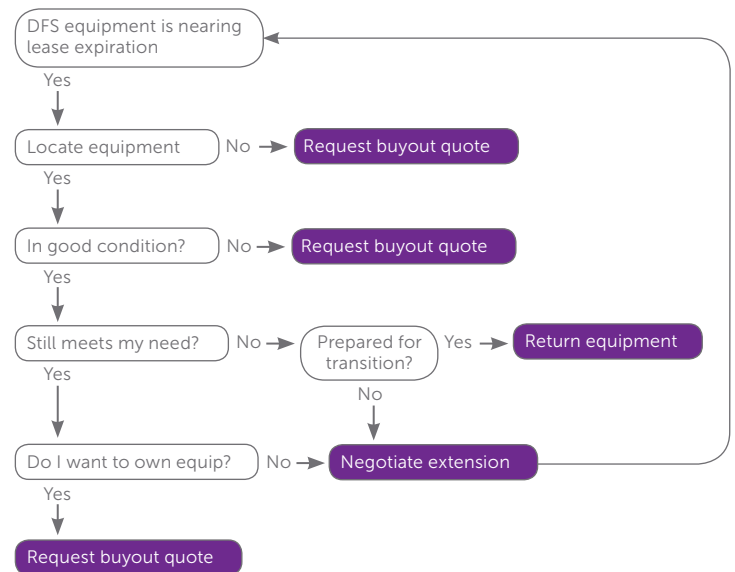 DFS equipment is nearing
lease expiration
Yes
Locate equipment
No
Request buyout quote
Yes
In good condition?
No
Request buyout quote
Yes
Still meets my need?
No
Prepared for
transition?
Yes
Return equipment
Yes
No
Do I want to own equip?
No
Negotiate extension
Yes
Request buyout quote